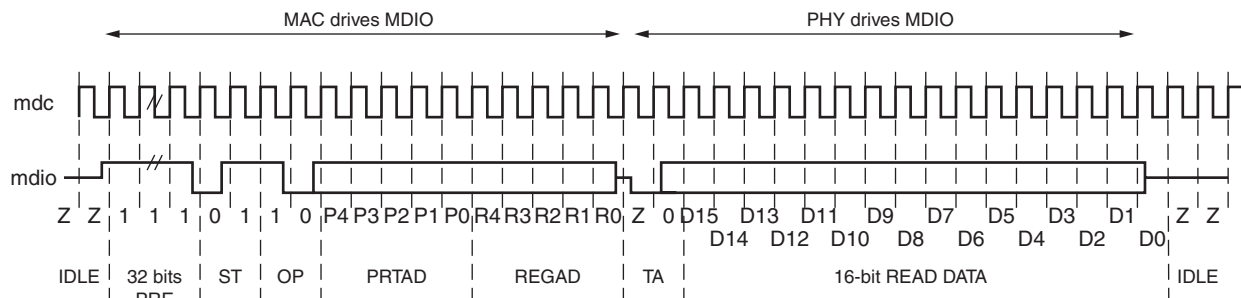 MAC drives MDIO PHY drives MDIO
mdc
mdio
Z Z 1 1 1 0 1 1 0 P4 P3 P2 P1 P0 R4 R3 R2 R1 R0 Z 0 D15 D13 D11 D9 D7 D5 D3 D1 Z Z
D14 D12 D10 D8 D6 D4 D2 D0
IDLE 32 bits ST OP PRTAD REGAD TA 16-bit READ DATA IDLE
PRE